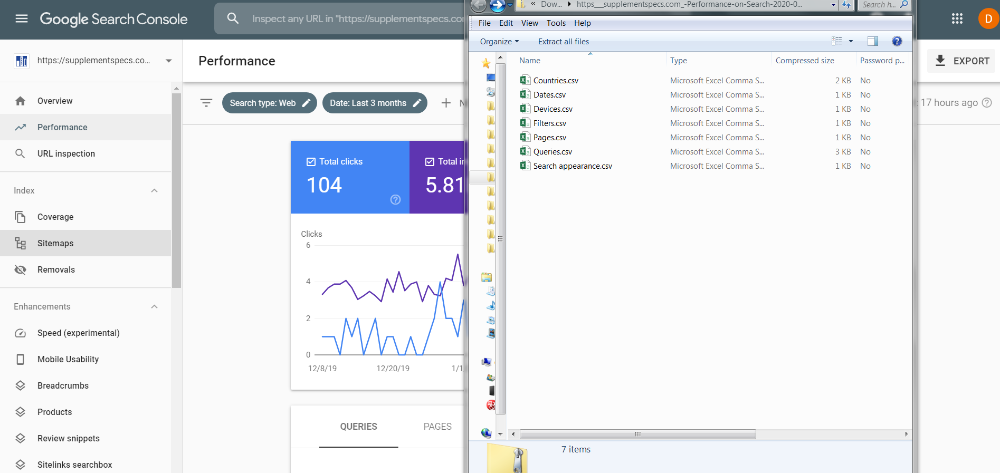 Google Search Console
Inspect any URL in "https://supplementspecs.co
D
https://supplementspecs.co...
Overview
Performance
URL inspection
Index
Coverage
Sitemaps
Removals
Enhancements
Speed (experimental)
Mobile Usability
Breadcrumbs
Products
Review snippets
Sitelinks searchbox
Performance
EXPORT
Search type: Web
Date: Last 3 months
17 hours ago
Total clicks
104
Total
5.81
Clicks
6
4
2
0
12/8/19
12/20/19
1/1
QUERIES
PAGES
« Dow... https___supplementspecs.com_-Performance-on-Search-2020-0...
Search h...
File Edit View Tools Help
Organize Extract all files
Name Type Compressed size Password p...
Countries.csv Microsoft Excel Comma S... 2 KB No
Dates.csv Microsoft Excel Comma S... 1 KB No
Devices.csv Microsoft Excel Comma S... 1 KB No
Filters.csv Microsoft Excel Comma S... 1 KB No
Pages.csv Microsoft Excel Comma S... 1 KB No
Queries.csv Microsoft Excel Comma S... 3 KB No
Search appearance.csv Microsoft Excel Comma S... 1 KB No
7 items